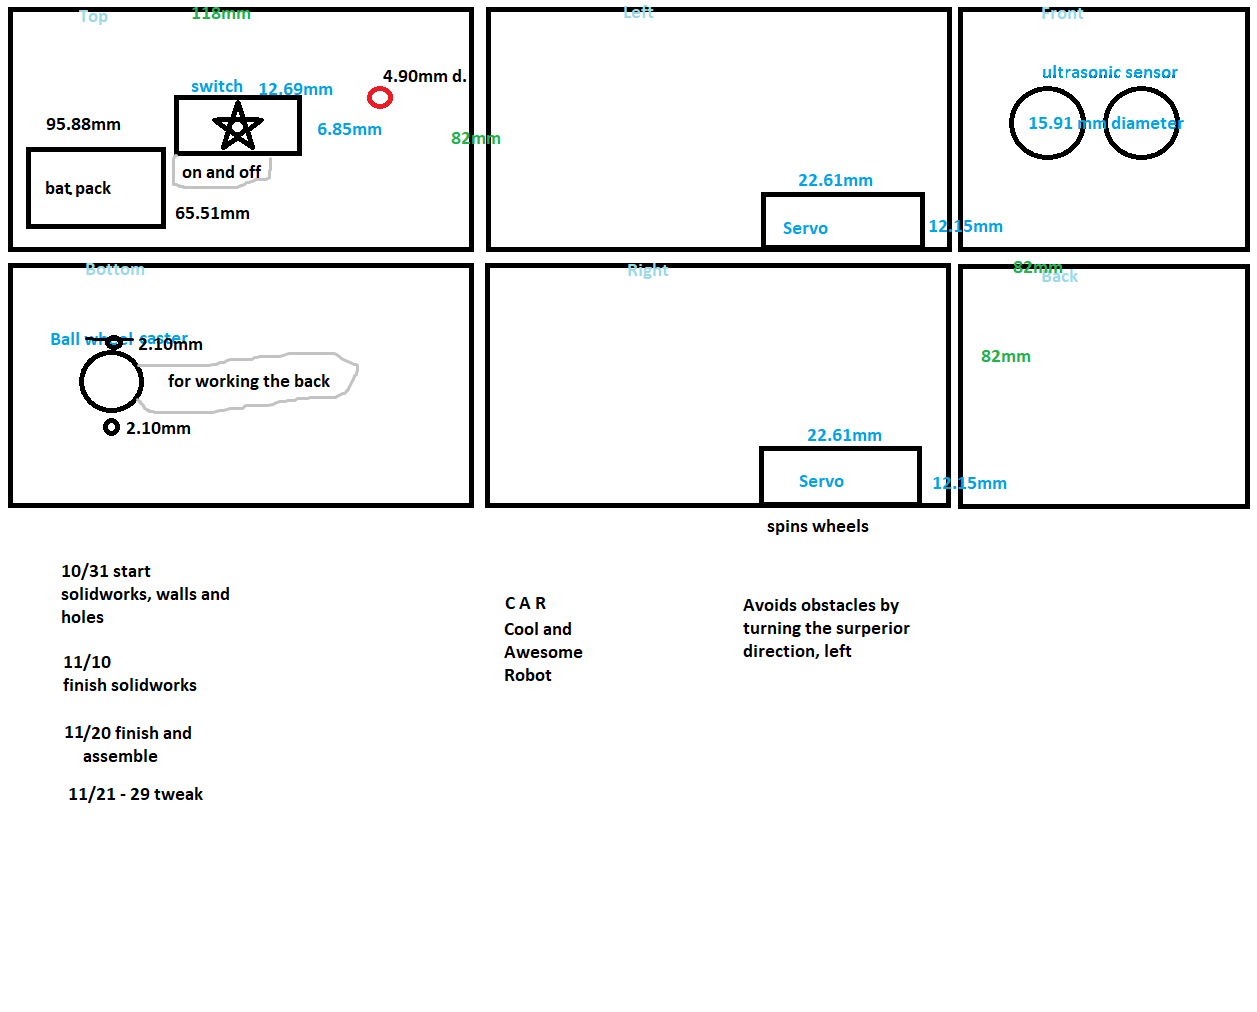 Top
118mm
Left
Front
4.90mm d.
switch
12.69mm
ultrasonic sensor
95.88mm
6.85mm
82mm
15.91 mm diameter
on and off
bat pack
65.51mm
22.61mm
Servo
12.15mm
Bottom
Right
82mm
Back
Ball wheel caster
2.10mm
82mm
for working the back
2.10mm
22.61mm
Servo
12.15mm
spins wheels
10/31 start
solidworks, walls and
holes
11/10
finish solidworks
11/20 finish and
assemble
11/21 - 29 tweak
C A R
Cool and
Awesome
Robot
Avoids obstacles by
turning the surperior
direction, left